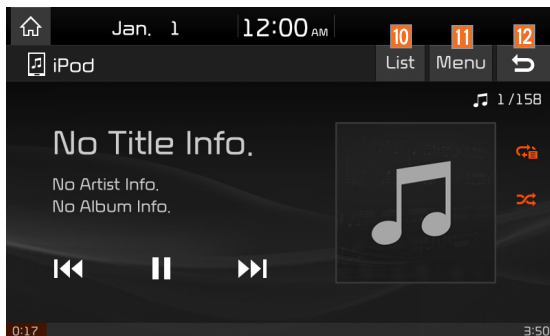 Jan. 1 12:00 AM
10 11 12
iPod List Menu
1/158
No Title Info.
No Artist Info.
No Album Info.
0:17 3:50